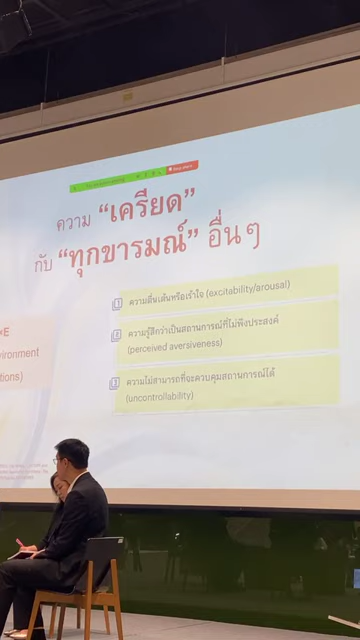 ความ “เครียด”
กับ “ทุกขารมณ์” อื่นๆ
×E
vironment
tions)
1 ความตื่นเต้นหรือเร้าใจ (excitability/arousal)
2 ความรู้สึกว่าเป็นสถานการณ์ที่ไม่พึงประสงค์
(perceived aversiveness)
3 ความไม่สามารถที่จะควบคุมสถานการณ์ได้
(uncontrollability)